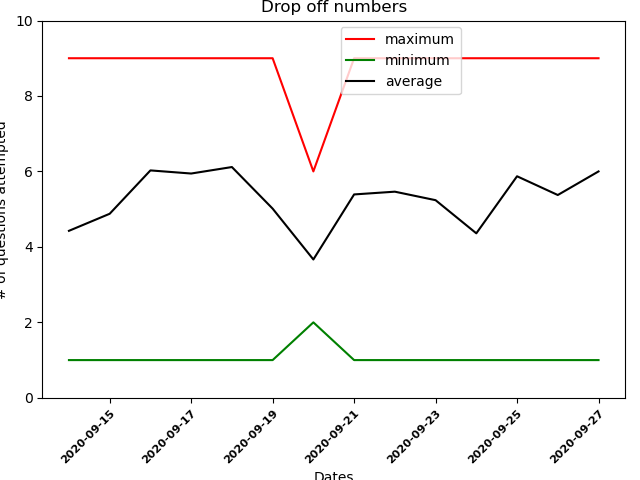 Drop off numbers
maximum
minimum
average
# of questions attempted
10
8
6
4
2
0
2020-09-15
2020-09-17
2020-09-19
2020-09-21
2020-09-23
2020-09-25
2020-09-27
Dates